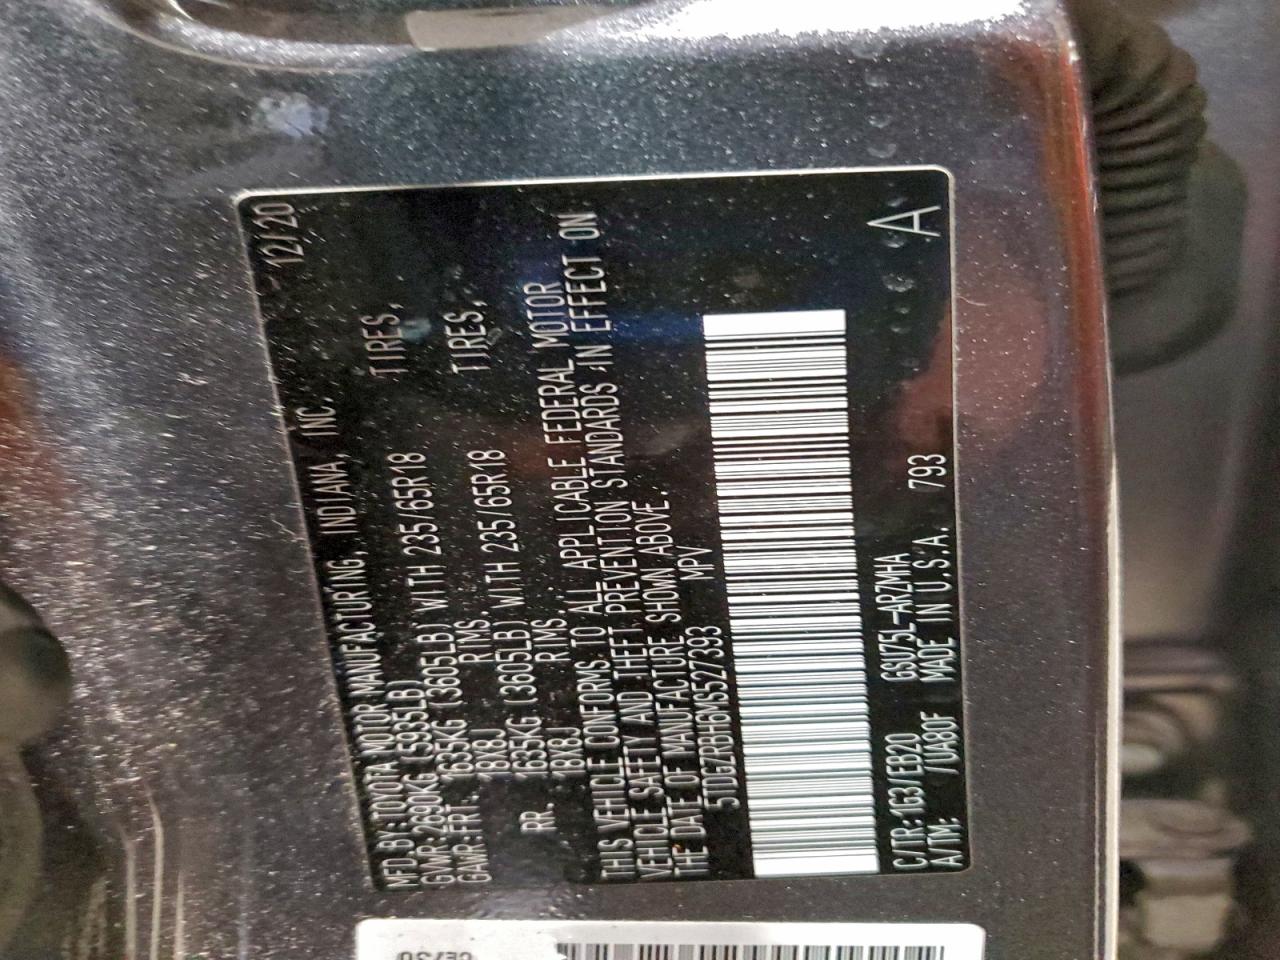 MFD.BY:TOYOTA MOTOR MANUFACTURING, INDIANA, INC. 12/20
GVWR:2690KG (5935LB)
GAWR:FRT. 1635KG (3605LB) WITH 235/65R18 TIRES,
18X8J RIMS.
RR. 1635KG (3605LB) WITH 235/65R18 TIRES,
18X8J RIMS.
THIS VEHICLE CONFORMS TO ALL APPLICABLE FEDERAL MOTOR
VEHICLE SAFETY AND THEFT PREVENTION STANDARDS IN EFFECT ON
THE DATE OF MANUFACTURE SHOWN ABOVE.
5TDGZRBH6MS527393 MPV
C/TR:1G3/EB20 GSU75L-ARZMHA A
A/TM: /UA80F MADE IN U.S.A. 793